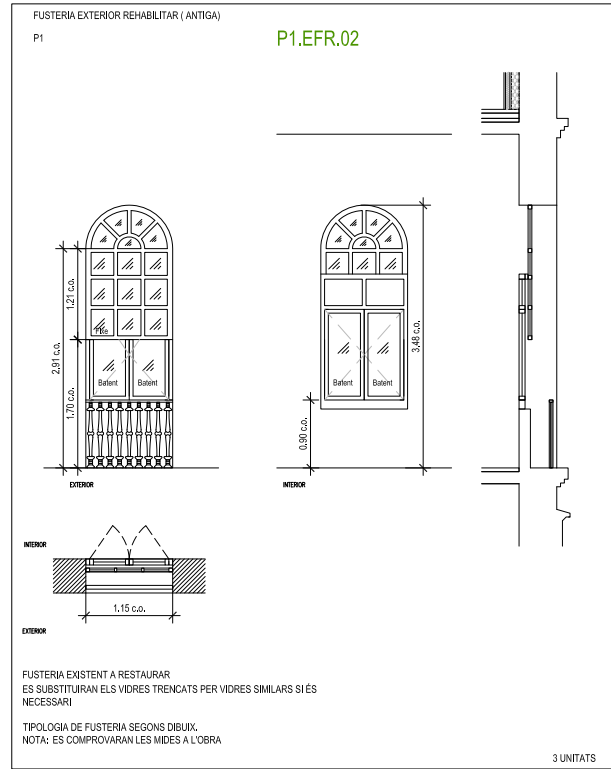 FUSTERIA EXTERIOR REHABILITAR ( ANTIGA)
P1
P1.EFR.02
2.91 c.o.
1.21 c.o.
1.70 c.o.
Fixe
Batent
Batent
EXTERIOR
3.48 c.o.
0.90 c.o.
Batent
Batent
INTERIOR
INTERIOR
1.15 c.o.
EXTERIOR
FUSTERIA EXISTENT A RESTAURAR
ES SUBSTITUIRAN ELS VIDRES TRENCATS PER VIDRES SIMILARS SI ÉS
NECESSARI
TIPOLOGIA DE FUSTERIA SEGONS DIBUIX.
NOTA: ES COMPROVARAN LES MIDES A L'OBRA
3 UNITATS